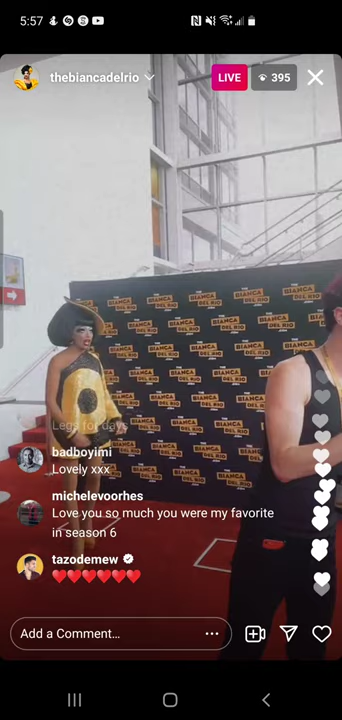 5:57
thebiancadelrio
LIVE
395
THE
BIANCA
DEL RIO
Legs for days
badboyimi
Lovely xxx
michelevoorhes
Love you so much you were my favorite
in season 6
tazodemew
Add a Comment...